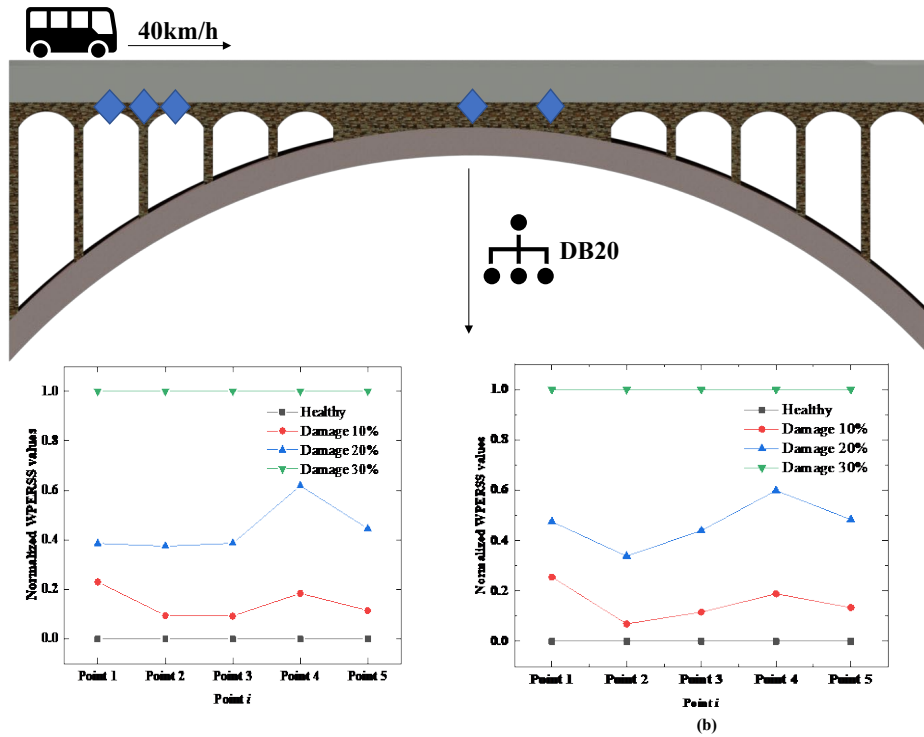 40km/h
DB20
Normalized WPERSS values
1.0
0.8
0.6
0.4
0.2
0.0
Healthy
Damage 10%
Damage 20%
Damage 30%
Point 1 Point 2 Point 3 Point 4 Point 5
Point i
Normalized WPERSS values
1.0
0.8
0.6
0.4
0.2
0.0
Healthy
Damage 10%
Damage 20%
Damage 30%
Point 1 Point 2 Point 3 Point 4 Point 5
Point i
(b)